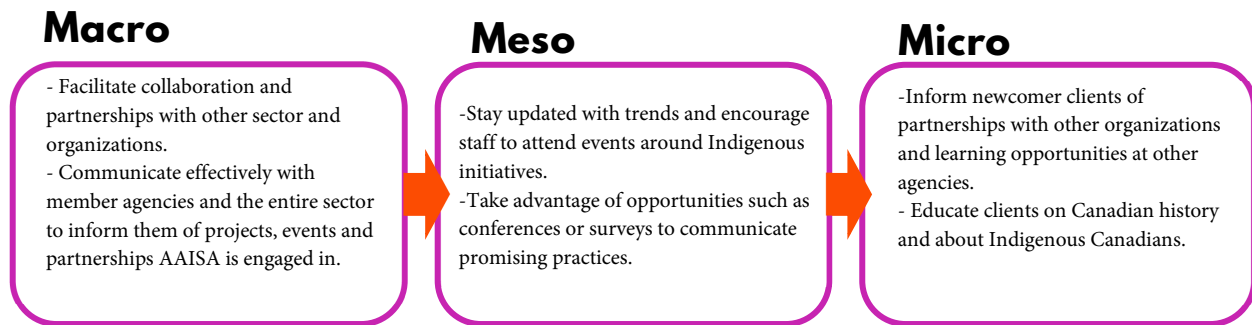 Macro
- Facilitate collaboration and
partnerships with other sector and
organizations.
- Communicate effectively with
member agencies and the entire sector
to inform them of projects, events and
partnerships AAISA is engaged in.
Meso
-Stay updated with trends and encourage
staff to attend events around Indigenous
initiatives.
-Take advantage of opportunities such as
conferences or surveys to communicate
promising practices.
Micro
-Inform newcomer clients of
partnerships with other organizations
and learning opportunities at other
agencies.
- Educate clients on Canadian history
and about Indigenous Canadians.